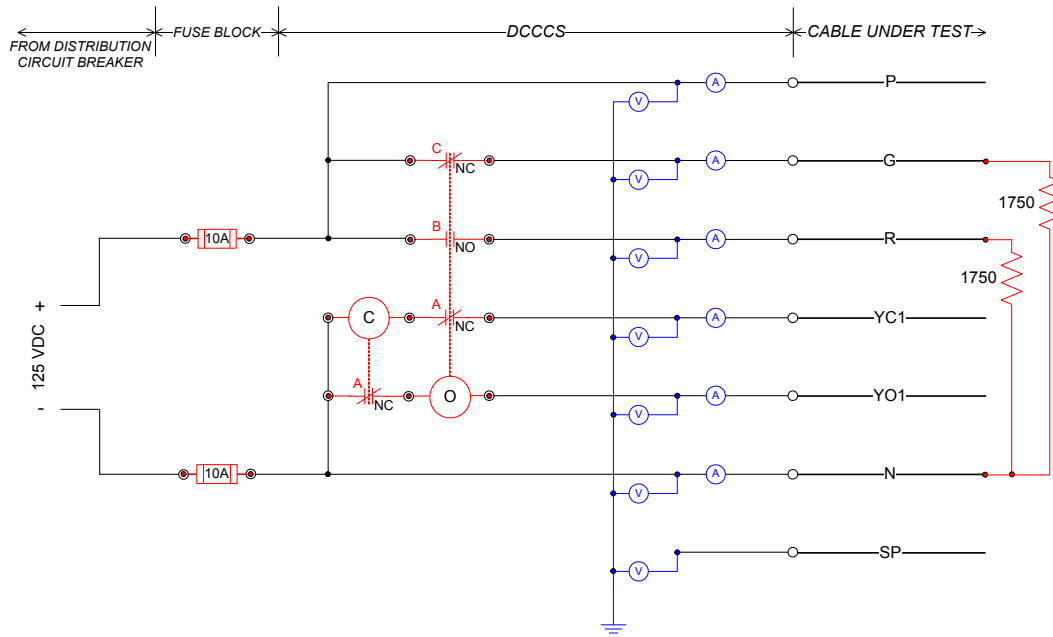 FROM DISTRIBUTION
CIRCUIT BREAKER
FUSE BLOCK
DCCCS
CABLE UNDER TEST
V
A
P
C
NC
V
A
G
1750
10A
B
NO
V
A
R
1750
125 VDC
+
-
C
A
NC
V
A
YC1
A
NC
O
V
A
YO1
10A
V
A
N
V
SP